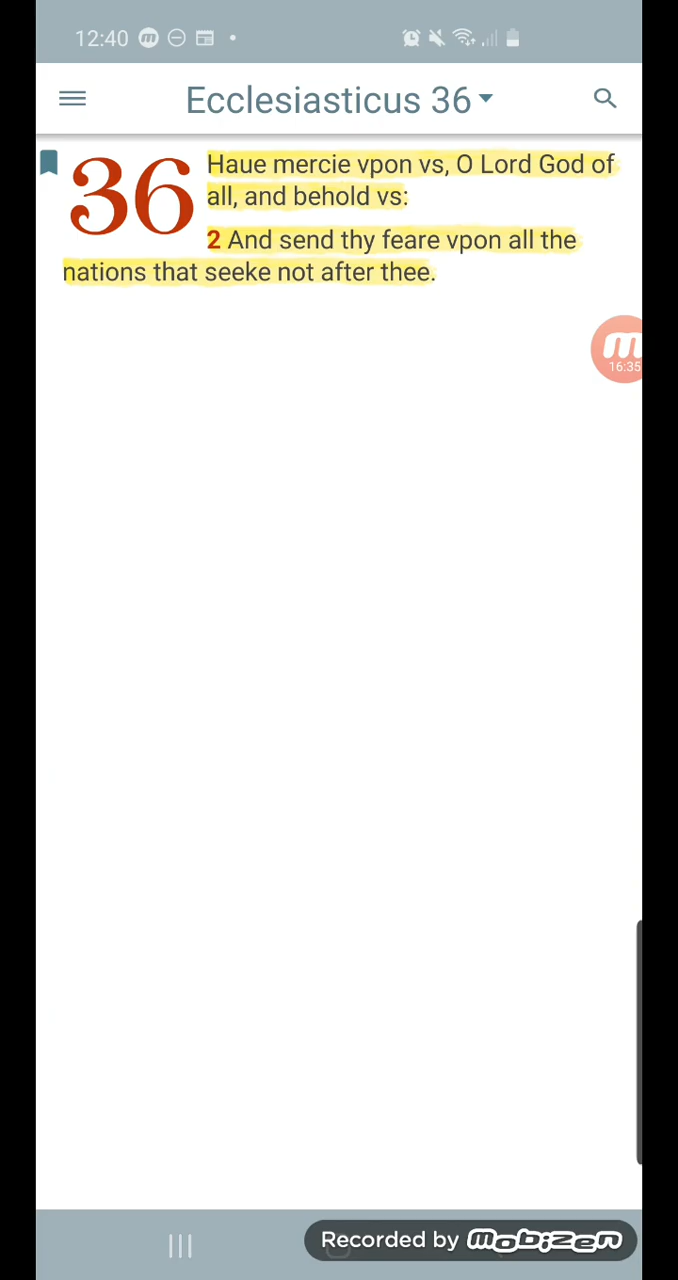 12:40
Ecclesiasticus 36
36 Haue mercie vpon vs, O Lord God of
all, and behold vs:
2 And send thy feare vpon all the
nations that seeke not after thee.
m
16:35
Recorded by mobizen